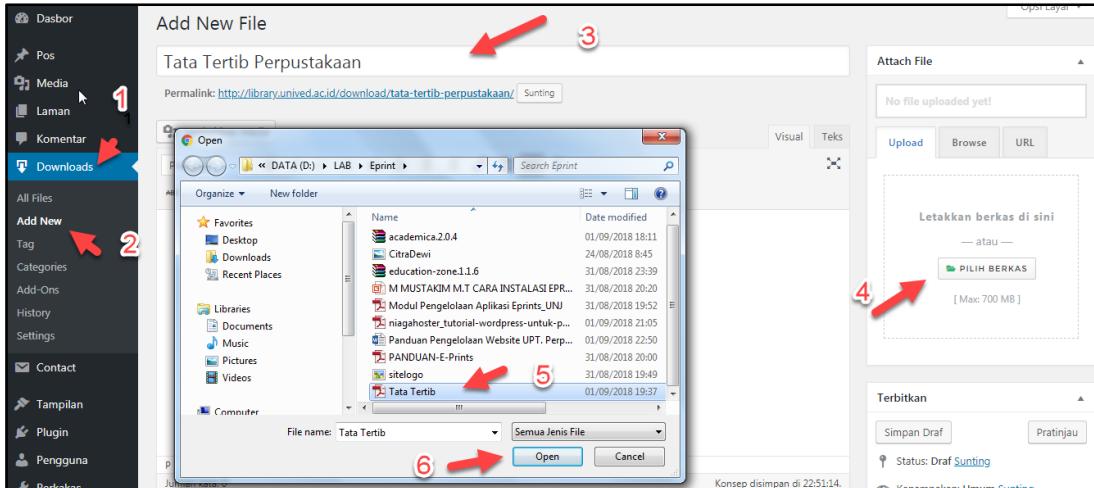 Dasbor
Pos
Media
1
1
Laman
Komentar
Downloads
All Files
Add New
2
Tag
Categories
Add-Ons
History
Settings
Contact
Tampilan
Plugin
Pengguna
Perkakas
Opsi Layar
Add New File
3
Tata Tertib Perpustakaan
Permalink: http://library.unived.ac.id/download/tata-tertib-perpustakaan/ Sunting
Visual Teks
Open
« DATA (D:) LAB Eprint Search Eprint
Organize New folder
Favorites
Desktop
Downloads
Recent Places
Libraries
Documents
Music
Pictures
Videos
Computer
Name Date modified
academica.2.0.4 01/09/2018 18:11
CitraDewi 24/08/2018 8:45
education-zone.1.1.6 31/08/2018 23:39
M MUSTAKIM M.T CARA INSTALASI EPR... 31/08/2018 20:20
Modul Pengelolaan Aplikasi Eprints_UNJ 31/08/2018 19:52
niagahoster_tutorial-wordpress-untuk-p... 01/09/2018 21:05
Panduan Pengelolaan Website UPT. Perp... 01/09/2018 22:50
PANDUAN-E-Prints 31/08/2018 20:00
sitelogo 31/08/2018 19:49
5
Tata Tertib 01/09/2018 19:37
File name: Tata Tertib Semua Jenis File
6
Open Cancel
Konsep disimpan di 22:51:14.
Attach File
No file uploaded yet!
Upload Browse URL
Letakkan berkas di sini
— atau —
PILIH BERKAS
4
[ Max: 700 MB ]
Terbitkan
Simpan Draf Pratinjau
Status: Draf Sunting